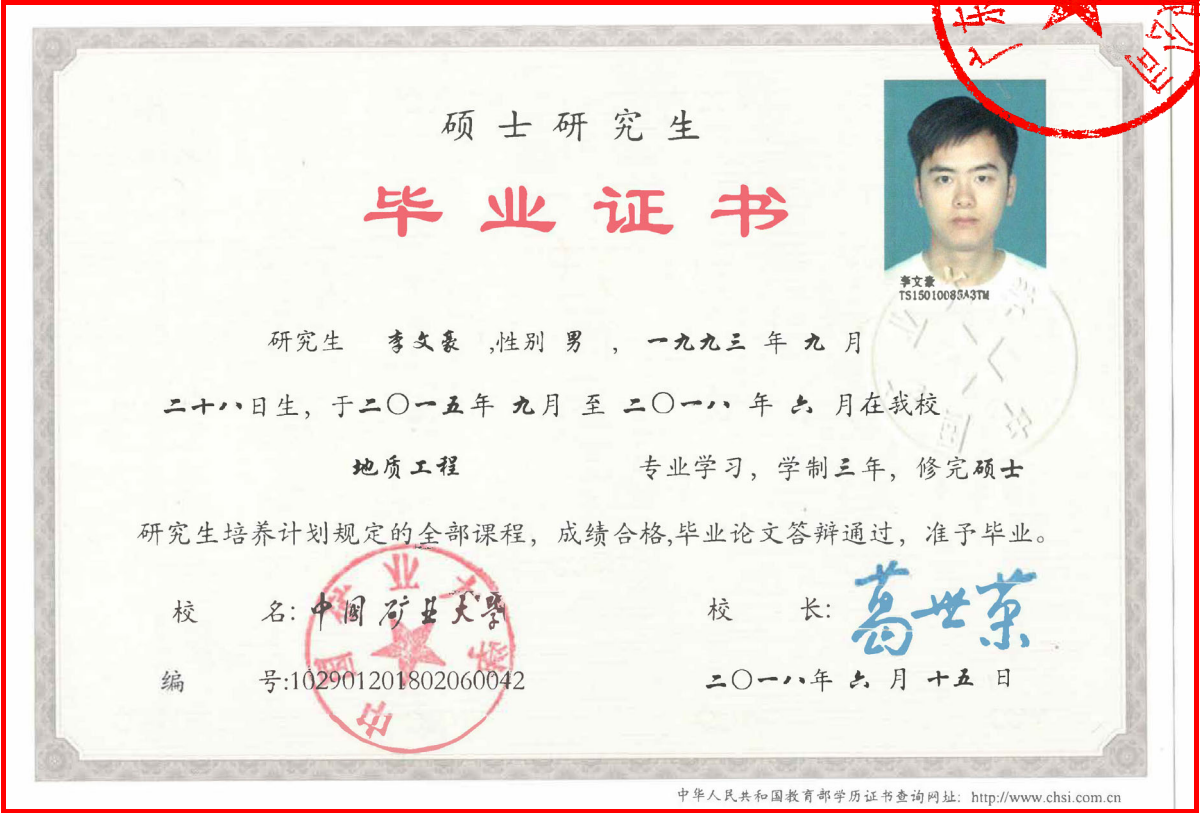 硕士研究生
毕业证书
李文豪
TS15010085A3TM
研究生 李文豪 ,性别 男 ，一九九三 年 九 月
二十八日生，于二〇一五年 九月 至 二〇一八 年 六 月在我校
地质工程 专业学习，学制三年，修完硕士
研究生培养计划规定的全部课程，成绩合格,毕业论文答辩通过，准予毕业。
校 名:中国矿业大学
校 长:葛世荣
中国矿业大学
编 号:102901201802060042
二〇一八年 六 月 十五 日
中华人民共和国教育部学历证书查询网址：http://www.chsi.com.cn